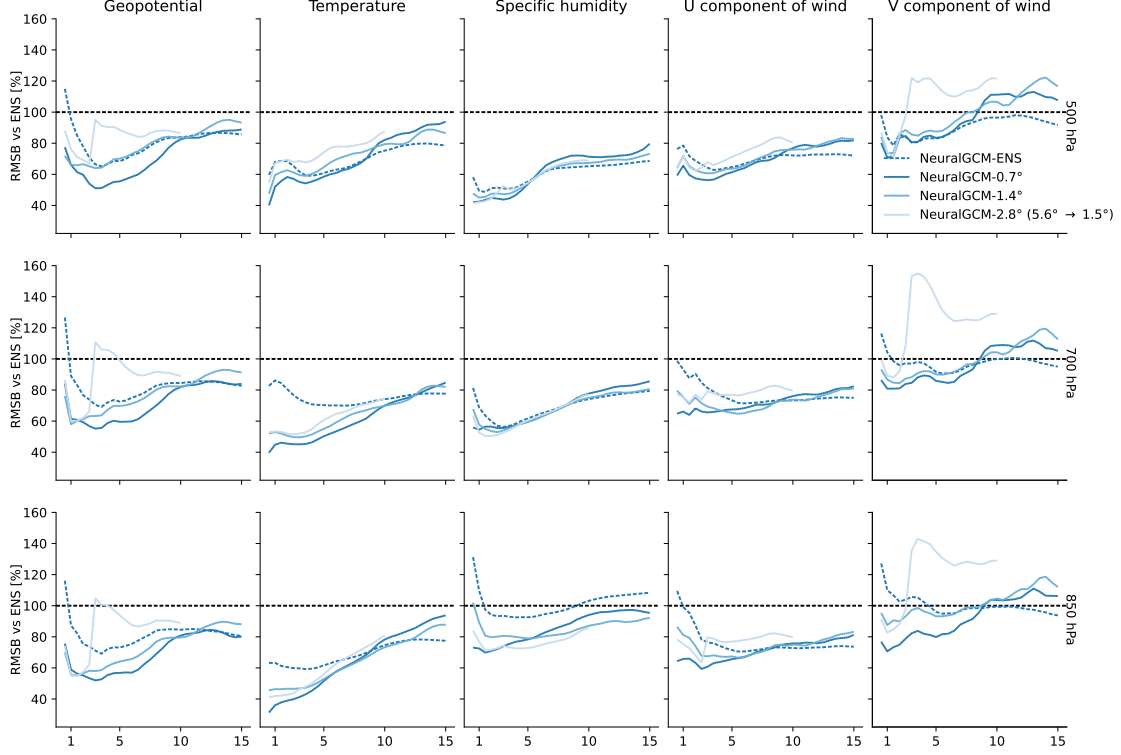 Geopotential
Temperature
Specific humidity
U component of wind
V component of wind
160
140
120
100
80
60
40
RMSB vs ENS [%]
500 hPa
NeuralGCM-ENS
NeuralGCM-0.7°
NeuralGCM-1.4°
NeuralGCM-2.8° (5.6° → 1.5°)
160
140
120
100
80
60
40
RMSB vs ENS [%]
700 hPa
160
140
120
100
80
60
40
RMSB vs ENS [%]
850 hPa
1 5 10 15
1 5 10 15
1 5 10 15
1 5 10 15
1 5 10 15